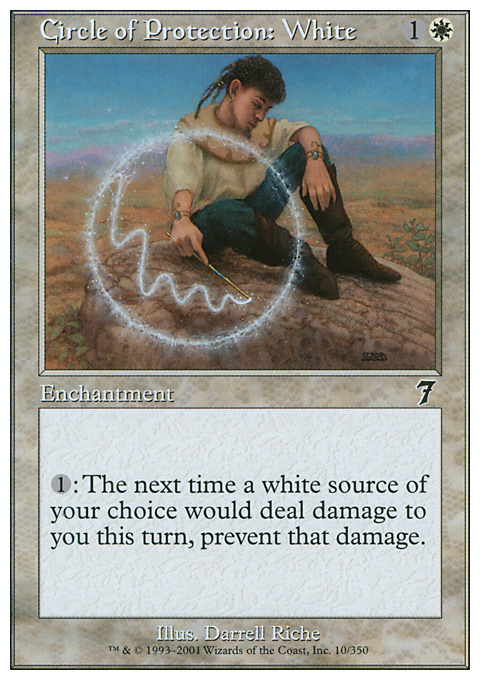 Circle of Protection: White 1
Enchantment 7
1: The next time a white source of
your choice would deal damage to
you this turn, prevent that damage.
Illus. Darrell Riche
™ & © 1993–2001 Wizards of the Coast, Inc. 10/350